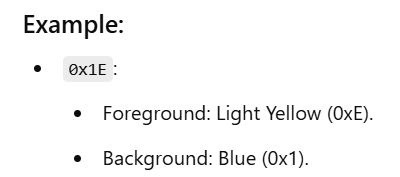 Example:
• 0x1E:
• Foreground: Light Yellow (0xE).
• Background: Blue (0x1).